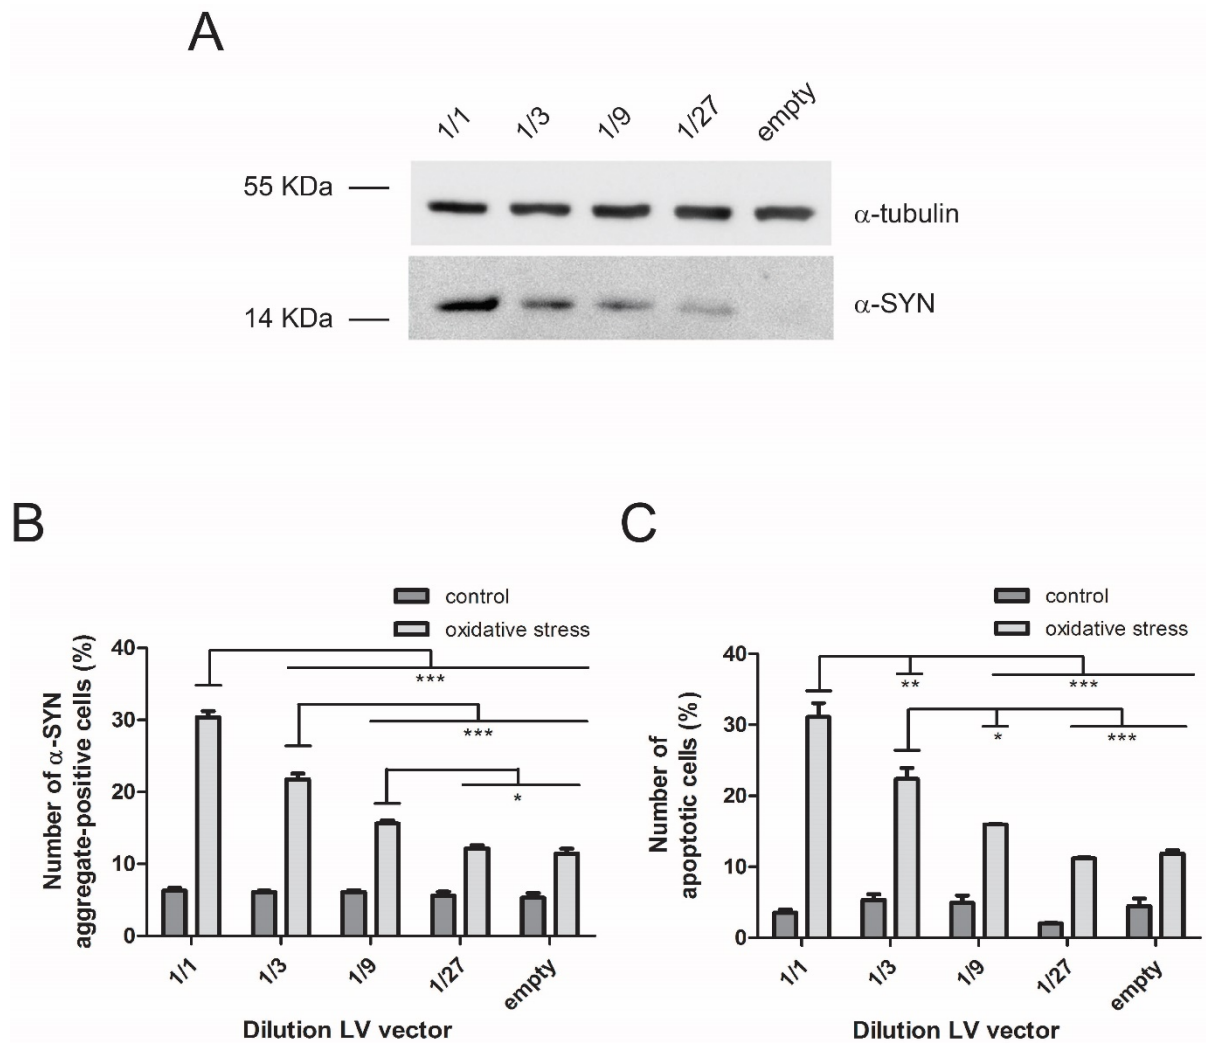 A
1/1 1/3 1/9 1/27 empty
55 KDa
α-tubulin
14 KDa
α-SYN
B
control
oxidative stress
Number of α-SYN
aggregate-positive cells (%)
40
30
20
10
0
***
***
*
1/1 1/3 1/9 1/27 empty
Dilution LV vector
C
control
oxidative stress
Number of
apoptotic cells (%)
40
30
20
10
0
** ***
* ***
1/1 1/3 1/9 1/27 empty
Dilution LV vector